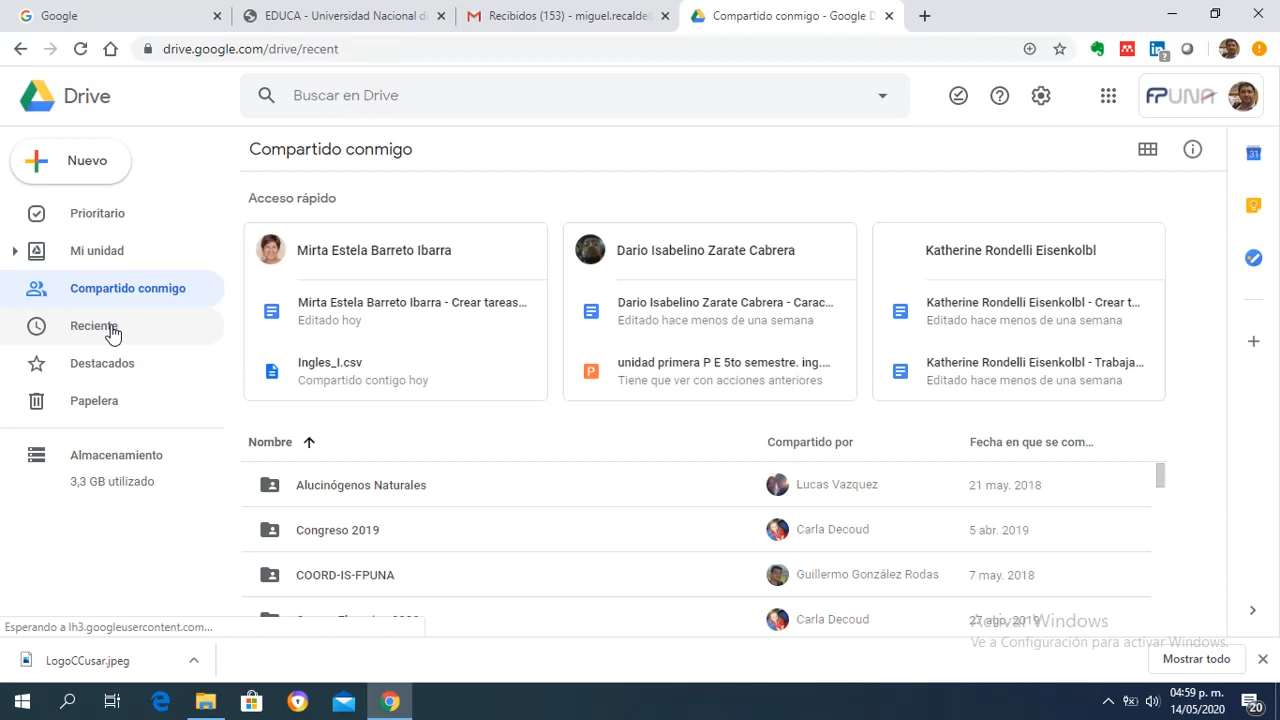 Google
EDUCA - Universidad Nacional d
Recibidos (153) - miguel.recalde
Compartido conmigo - Google D
drive.google.com/drive/recent
?
Drive
Buscar en Drive
FPUNA
Nuevo
Compartido conmigo
31
Prioritario
Acceso rápido
Mi unidad
Mirta Estela Barreto Ibarra
Dario Isabelino Zarate Cabrera
Katherine Rondelli Eisenkolbl
Compartido conmigo
Mirta Estela Barreto Ibarra - Crear tareas...
Editado hoy
Dario Isabelino Zarate Cabrera - Carac...
Editado hace menos de una semana
Katherine Rondelli Eisenkolbl - Crear t...
Editado hace menos de una semana
Reciente
Destacados
Ingles_I.csv
Compartido contigo hoy
P
unidad primera P E 5to semestre. ing....
Tiene que ver con acciones anteriores
Katherine Rondelli Eisenkolbl - Trabaja...
Editado hace menos de una semana
Papelera
Almacenamiento
3,3 GB utilizado
Nombre
Compartido por
Fecha en que se com...
Alucinógenos Naturales
Lucas Vazquez
21 may. 2018
Congreso 2019
Carla Decoud
5 abr. 2019
COORD-IS-FPUNA
Guillermo González Rodas
7 may. 2018
Carla Decoud
27 ago. 2019
Activar Windows
Ve a Configuración para activar Windows.
Esperando a lh3.googleusercontent.com...
LogoCCusar.jpeg
Mostrar todo
04:59 p. m.
14/05/2020
20